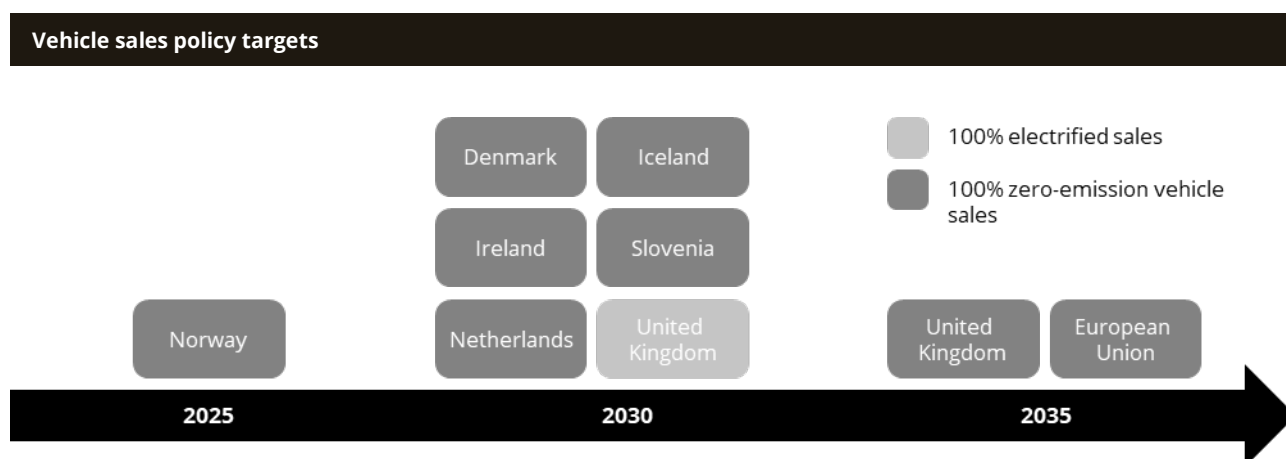 Vehicle sales policy targets
Denmark
Iceland
100% electrified sales
100% zero-emission vehicle
sales
Ireland
Slovenia
Norway
Netherlands
United
Kingdom
United
Kingdom
European
Union
2025
2030
2035